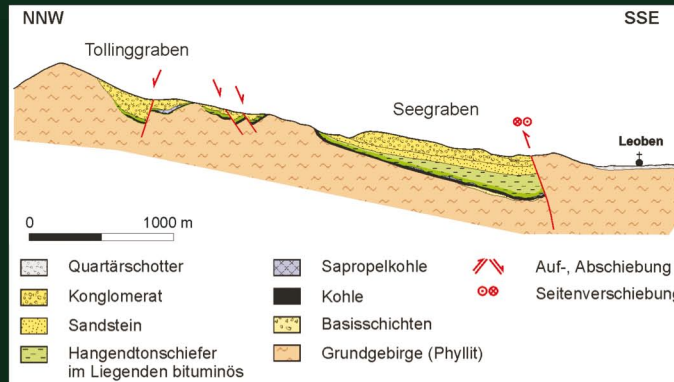 NNW
SSE
Tollinggraben
Seegraben
Leoben
0
1000 m
Quartärschotter
Konglomerat
Sandstein
Hangendtonschiefer
im Liegenden bituminös
Sapropelkohle
Kohle
Basisschichten
Grundgebirge (Phyllit)
Auf-, Abschiebung
Seitenverschiebung